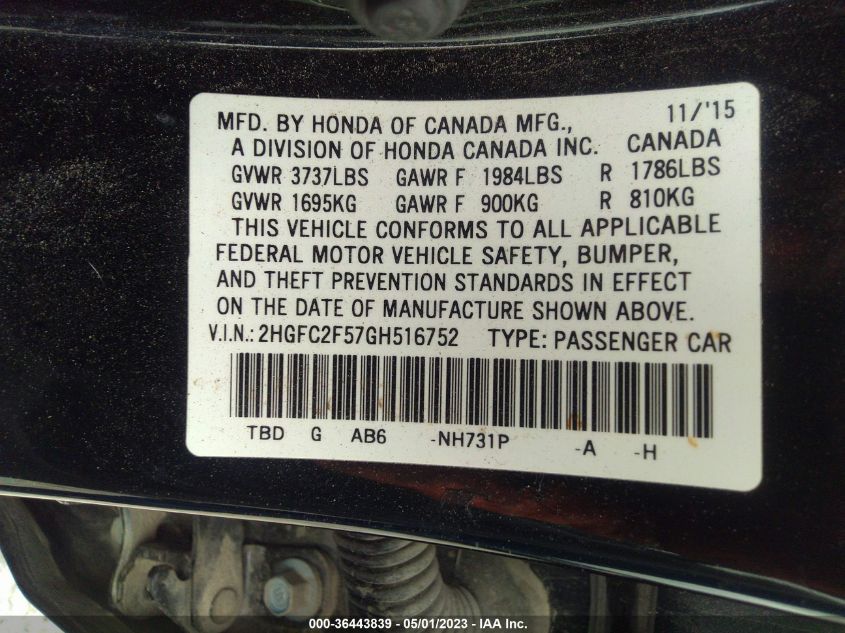 11/'15
MFD. BY HONDA OF CANADA MFG.,
A DIVISION OF HONDA CANADA INC. CANADA
GVWR 3737LBS GAWR F 1984LBS R 1786LBS
GVWR 1695KG GAWR F 900KG R 810KG
THIS VEHICLE CONFORMS TO ALL APPLICABLE
FEDERAL MOTOR VEHICLE SAFETY, BUMPER,
AND THEFT PREVENTION STANDARDS IN EFFECT
ON THE DATE OF MANUFACTURE SHOWN ABOVE.
V.I.N.: 2HGFC2F57GH516752 TYPE: PASSENGER CAR
TBD G AB6 -NH731P -A -H
000-36443839 - 05/01/2023 - IAA Inc.